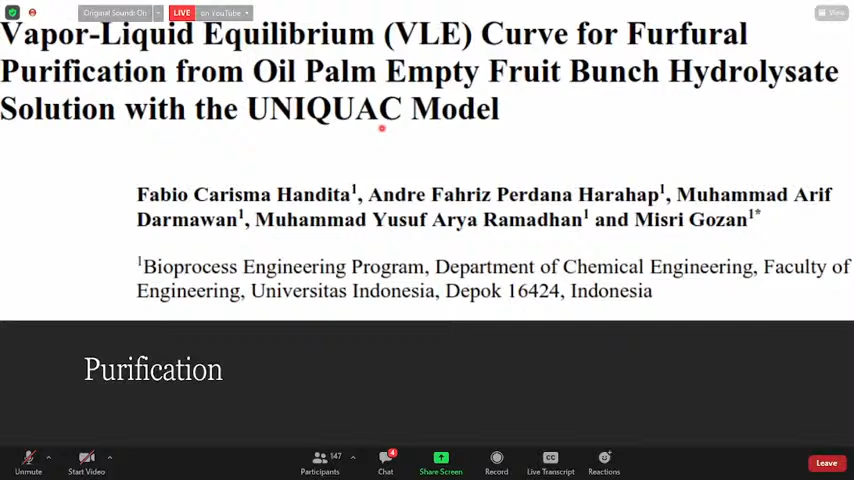 Original Sound: On
LIVE on YouTube
View
Vapor-Liquid Equilibrium (VLE) Curve for Furfural
Purification from Oil Palm Empty Fruit Bunch Hydrolysate
Solution with the UNIQUAC Model
Fabio Carisma Handita1, Andre Fahriz Perdana Harahap1, Muhammad Arif
Darmawan1, Muhammad Yusuf Arya Ramadhan1 and Misri Gozan1*
1Bioprocess Engineering Program, Department of Chemical Engineering, Faculty of
Engineering, Universitas Indonesia, Depok 16424, Indonesia
Purification
147
4
Unmute
Start Video
Participants
Chat
Share Screen
Record
CC
Live Transcript
Reactions
Leave